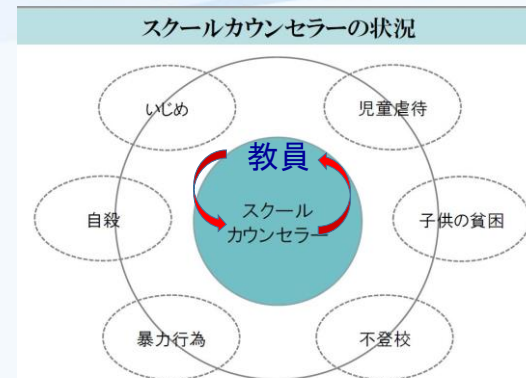 スクールカウンセラーの状況
いじめ
児童虐待
教員
自殺
スクール
カウンセラー
子供の貧困
暴力行為
不登校